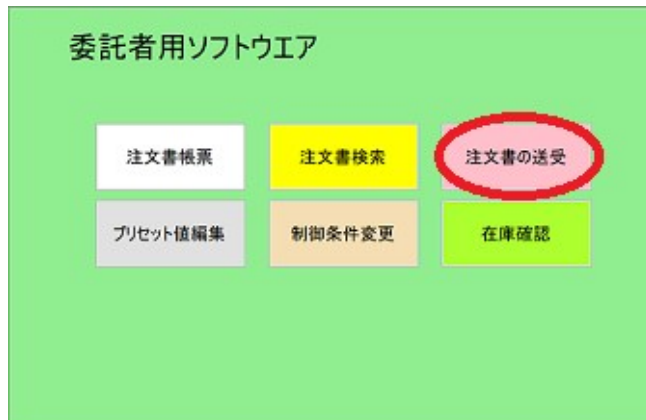 委託者用ソフトウエア
注文書帳票
注文書検索
注文書の送受
プリセット値編集
制御条件変更
在庫確認